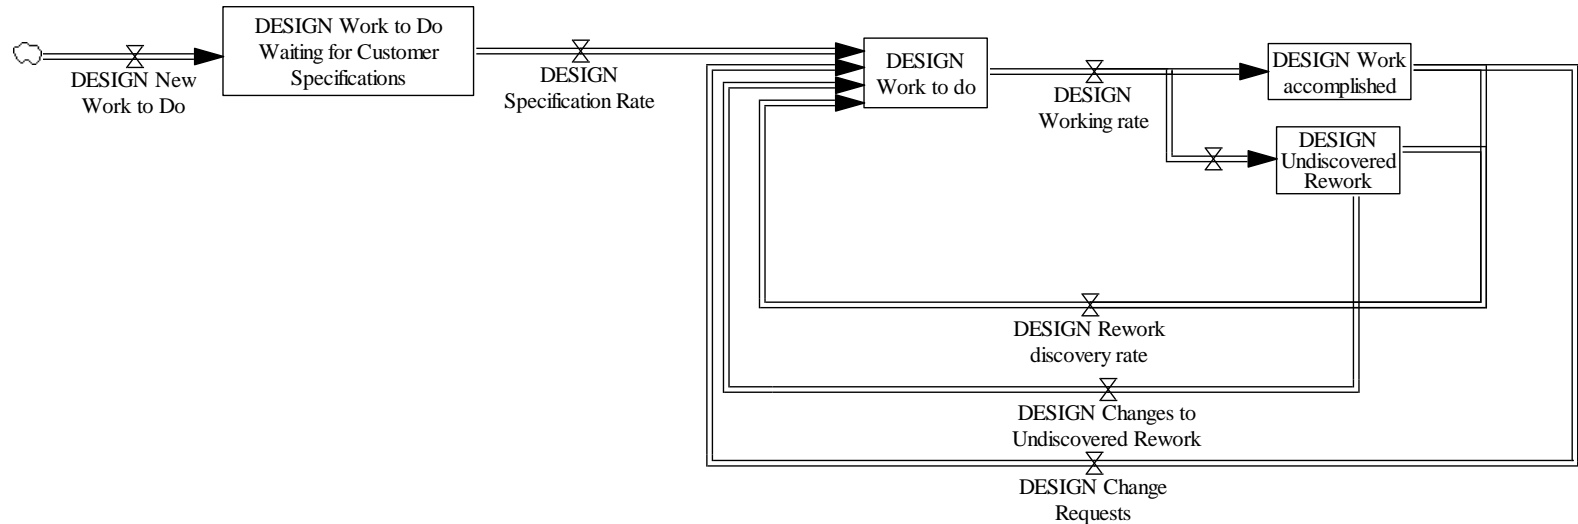 DESIGN Work to Do
Waiting for Customer
Specifications
DESIGN New
Work to Do
DESIGN
Specification Rate
DESIGN
Work to do
DESIGN
Working rate
DESIGN Work
accomplished
DESIGN
Undiscovered
Rework
DESIGN Rework
discovery rate
DESIGN Changes to
Undiscovered Rework
DESIGN Change
Requests